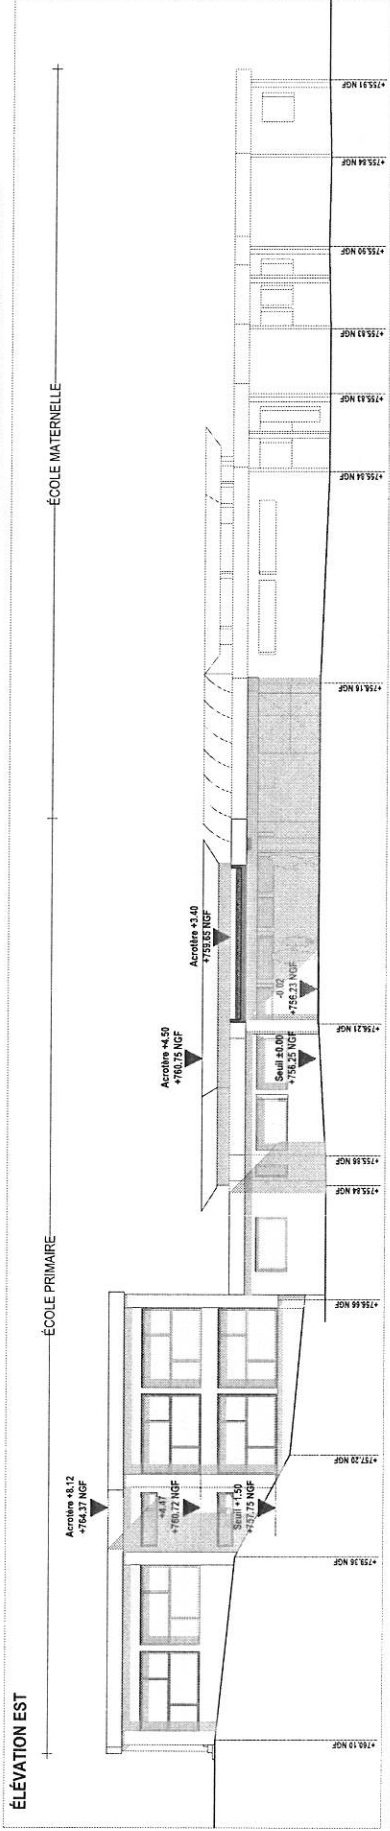 ÉLÉVATION EST
ÉCOLE PRIMAIRE
ÉCOLE MATERNELLE
Acrotère +8.12
+764.37 NGF
+4.47
+760.72 NGF
Seuil +1.50
+757.75 NGF
Acrotère +4.50
+760.75 NGF
Acrotère +3.40
+759.65 NGF
Seuil ±0.00
+756.25 NGF
-0.02
+756.23 NGF
+760.10 NGF
+759.36 NGF
+757.20 NGF
+756.66 NGF
+755.84 NGF
+755.86 NGF
+756.21 NGF
+756.16 NGF
+755.84 NGF
+755.83 NGF
+755.83 NGF
+755.90 NGF
+755.84 NGF
+755.91 NGF